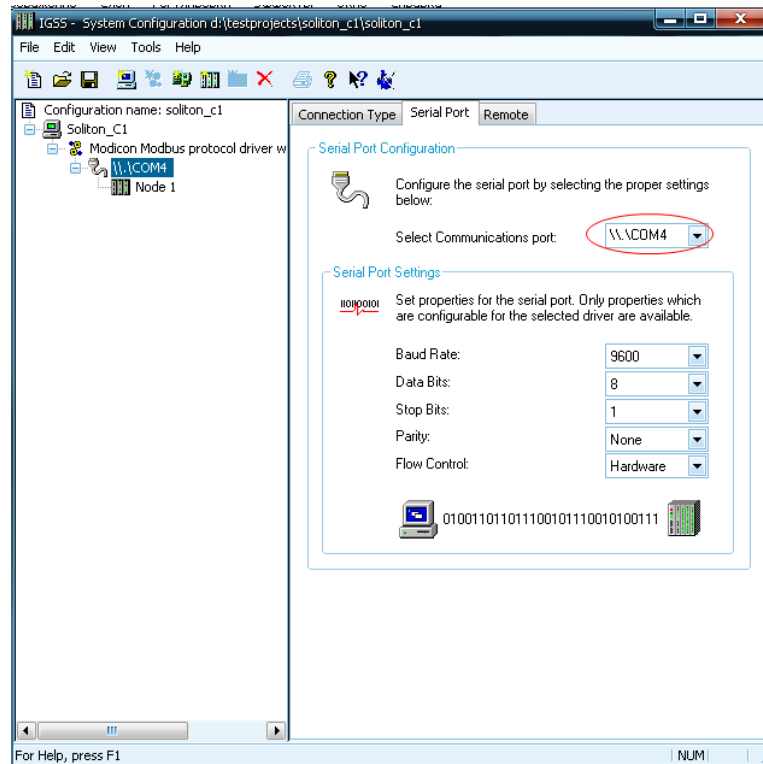 IGSS - System Configuration d:\testprojects\soliton_c1\soliton_c1
File Edit View Tools Help
Configuration name: soliton_c1
Soliton_C1
Modicon Modbus protocol driver w
\\.\COM4
Node 1
Connection Type Serial Port Remote
Serial Port Configuration
Configure the serial port by selecting the proper settings
below:
Select Communications port: \\.\COM4
Serial Port Settings
Set properties for the serial port. Only properties which
are configurable for the selected driver are available.
Baud Rate: 9600
Data Bits: 8
Stop Bits: 1
Parity: None
Flow Control: Hardware
010011011011100101110010100111
For Help, press F1
NUM